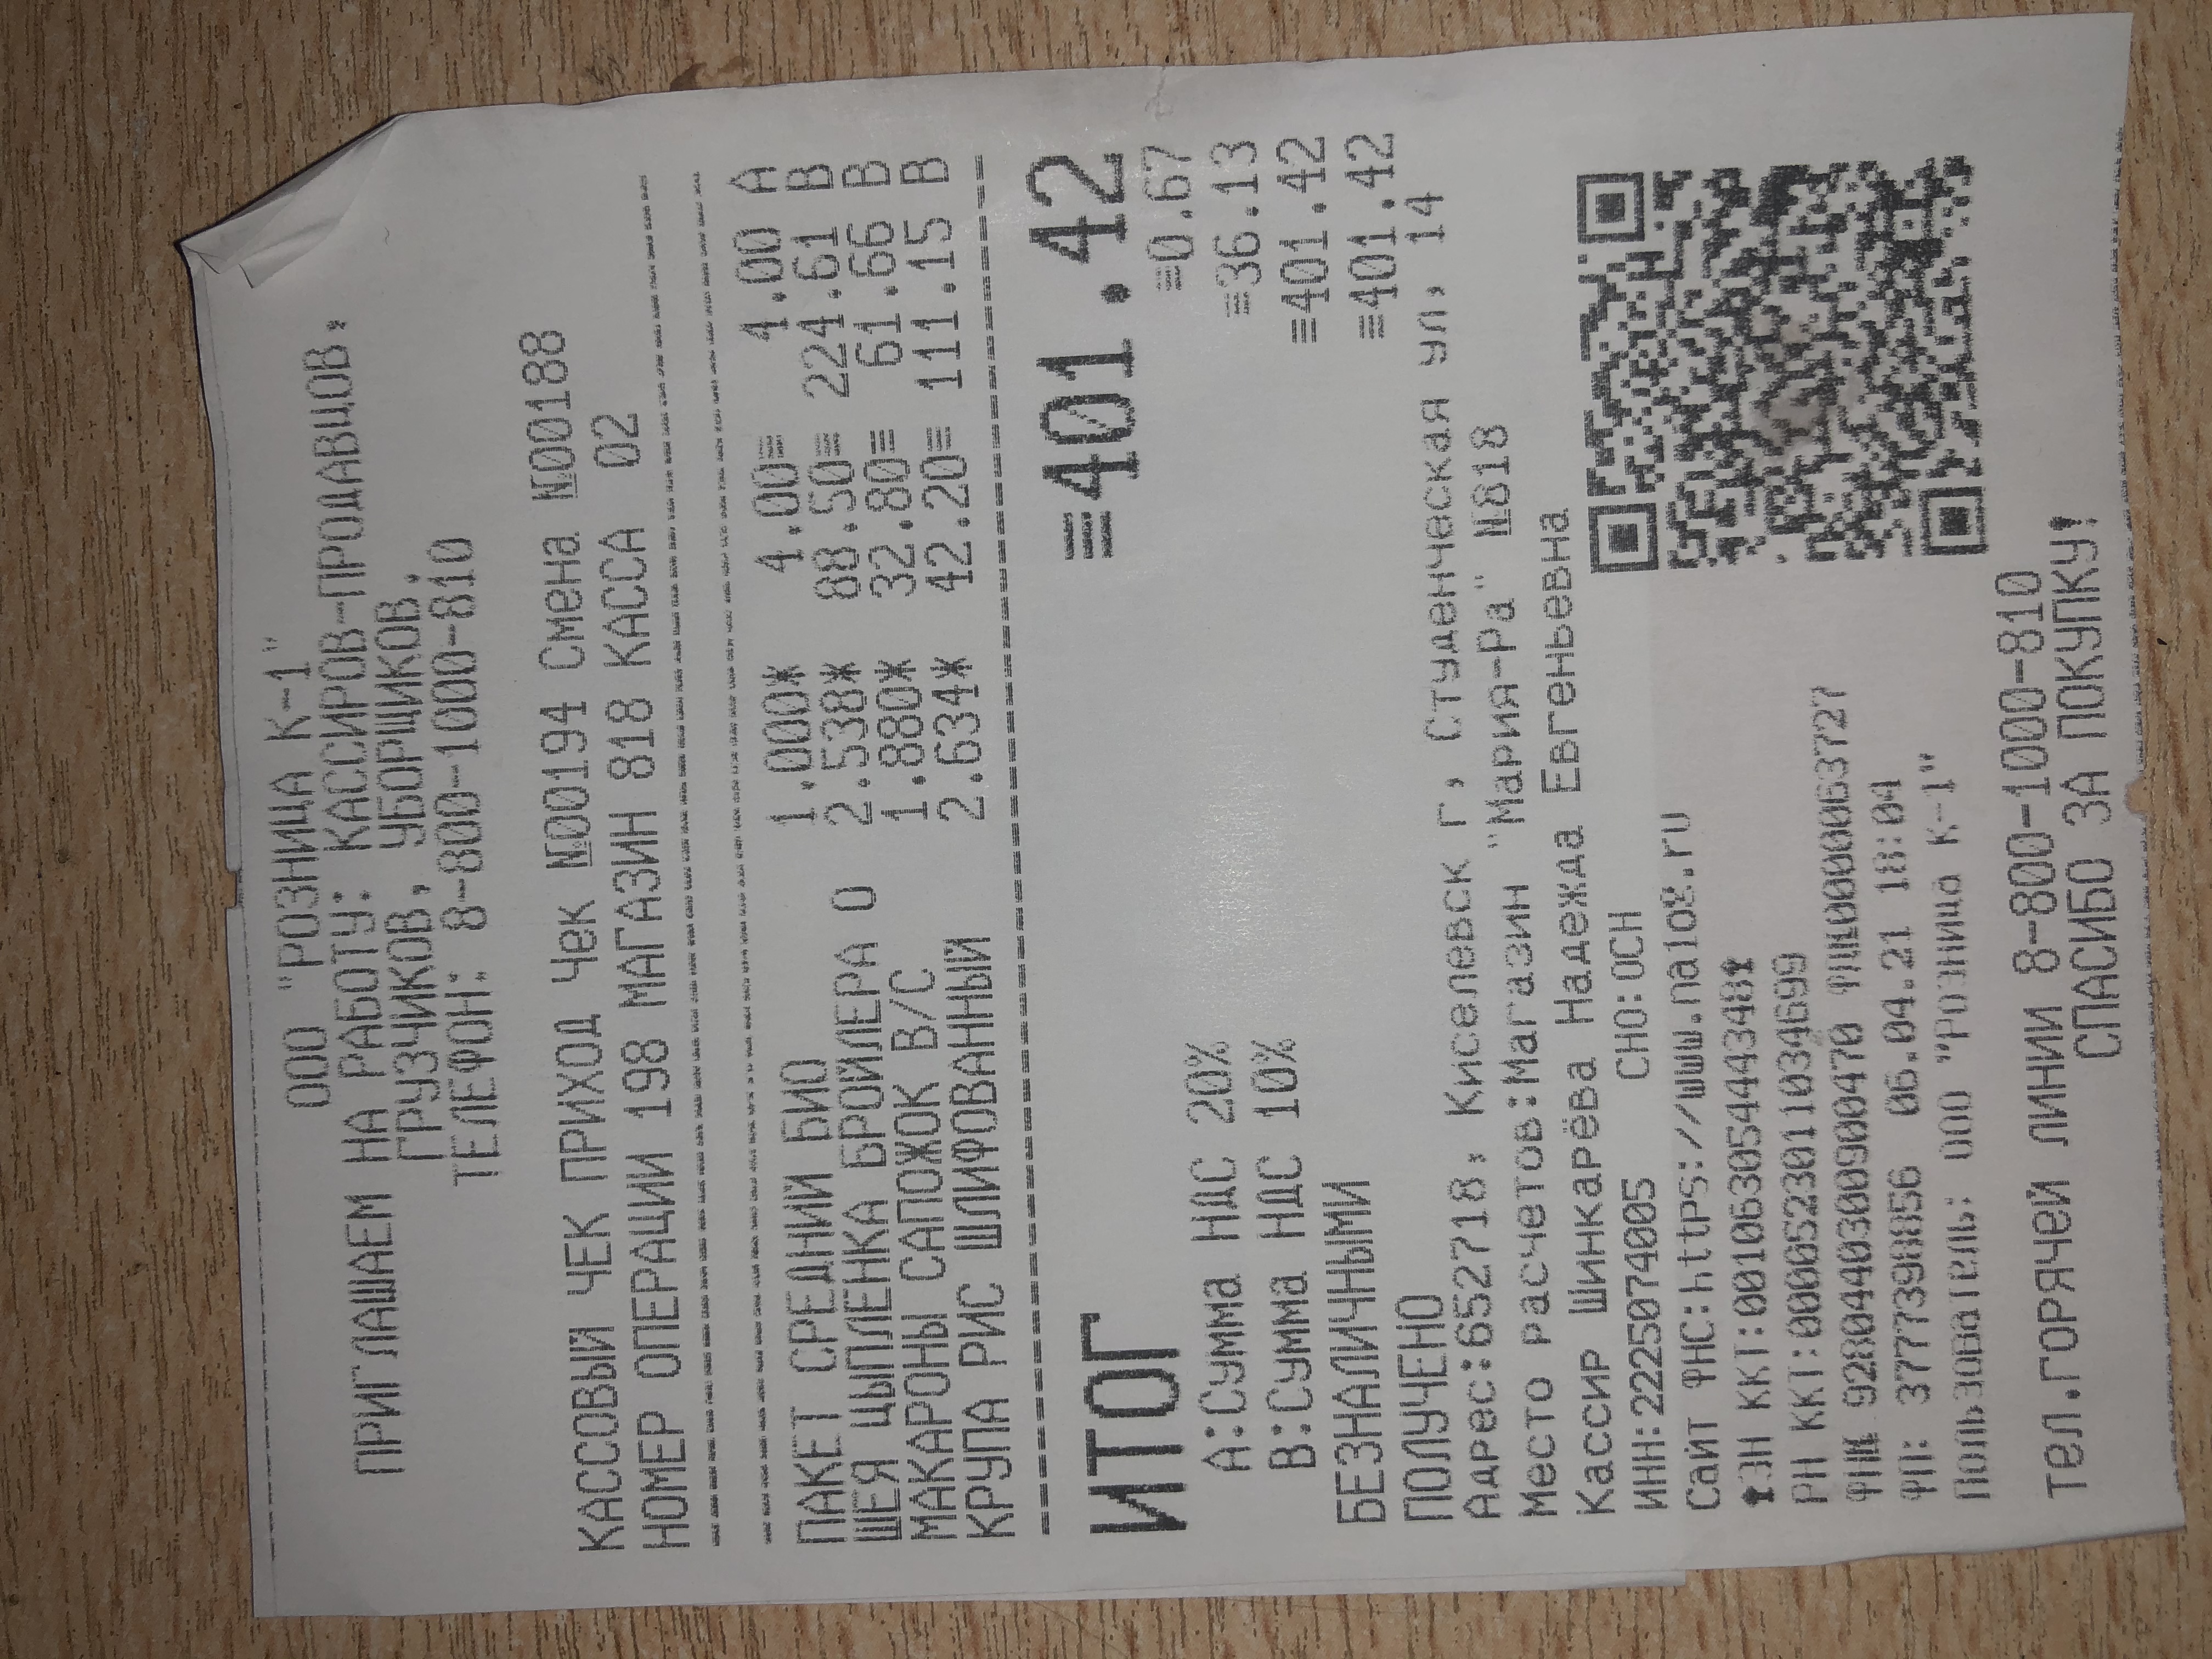 ООО "РОЗНИЦА К-1"
ПРИГЛАШАЕМ НА РАБОТУ: КАССИРОВ-ПРОДАВЦОВ,
ГРУЗЧИКОВ, УБОРЩИКОВ.
ТЕЛЕФОН: 8-800-1000-810
КАССОВЫЙ ЧЕК ПРИХОД Чек №00194 Смена №00188
НОМЕР ОПЕРАЦИИ 198 МАГАЗИН 818 КАССА 02
ПАКЕТ СРЕДНИЙ БИО 1.000* 4.00= 4.00 А
ШЕЯ ЦЫПЛЕНКА БРОЙЛЕРА О 2.538* 88.50= 224.61 В
МАКАРОНЫ САПОЖОК В/С 1.880* 32.80= 61.66 В
КРУПА РИС ШЛИФОВАННЫЙ 2.634* 42.20= 111.15 В
ИТОГ =401.42
А:Сумма НДС 20% =0.67
В:Сумма НДС 10% =36.13
БЕЗНАЛИЧНЫМИ =401.42
ПОЛУЧЕНО =401.42
Адрес:652718, Киселевск г, Студенческая ул, 14
Место расчетов:Магазин "Мария-Ра" №818
Кассир Шинкарёва Надежда Евгеньевна
ИНН:2225074005 СНО:ОСН
Сайт ФНС:https://www.nalog.ru
ЗН ККТ:00106305444348
РН ККТ:0000523011034699
ФН№ 9280440300900470 ФД№0000063727
ФП: 3777398856 06.04.21 18:04
Пользователь: ООО "Розница К-1"
тел.ГОРЯЧЕЙ ЛИНИИ 8-800-1000-810
СПАСИБО ЗА ПОКУПКУ!